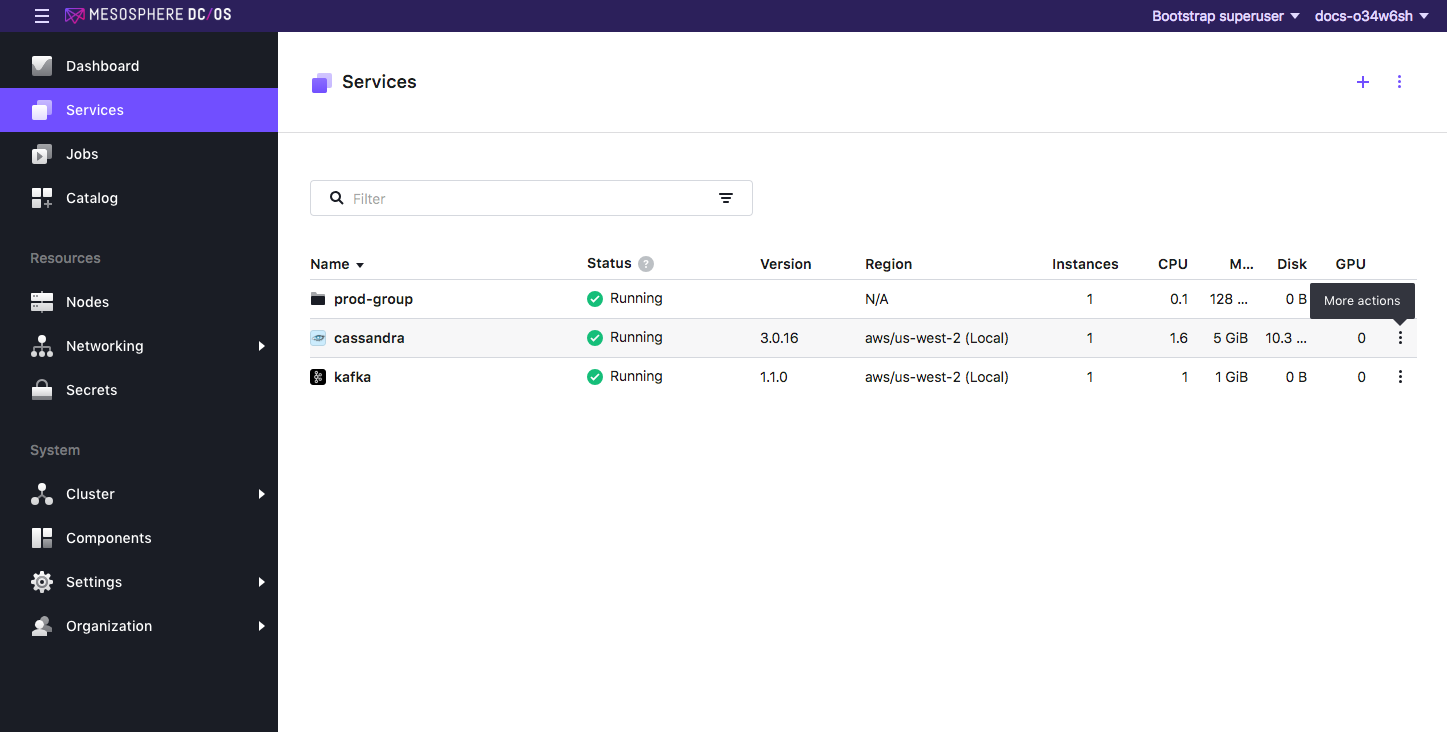 MESOSPHERE DC/OS
Bootstrap superuser docs-o34w6sh
Dashboard
Services
Jobs
Catalog
Resources
Nodes
Networking
Secrets
System
Cluster
Components
Settings
Organization
Services
Filter
Name Status ? Version Region Instances CPU M... Disk GPU
prod-group Running N/A 1 0.1 128 ... 0 B
More actions
cassandra Running 3.0.16 aws/us-west-2 (Local) 1 1.6 5 GiB 10.3 ... 0
kafka Running 1.1.0 aws/us-west-2 (Local) 1 1 1 GiB 0 B 0